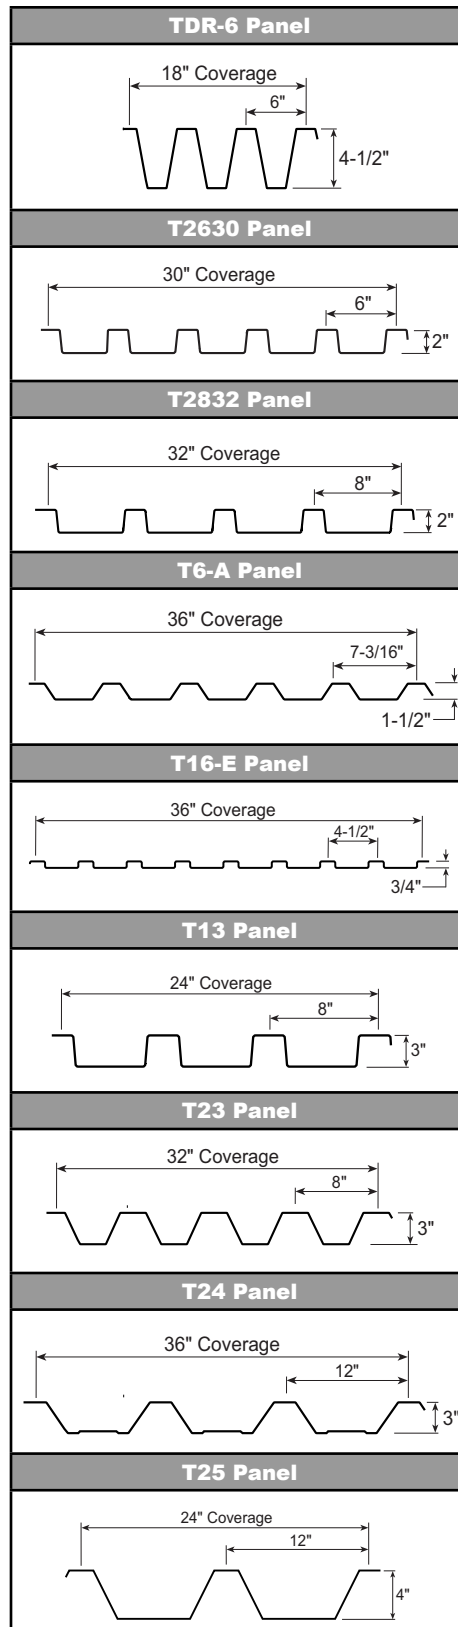 TDR-6 Panel
18" Coverage
6"
4-1/2"
T2630 Panel
30" Coverage
6"
2"
T2832 Panel
32" Coverage
8"
2"
T6-A Panel
36" Coverage
7-3/16"
1-1/2"
T16-E Panel
36" Coverage
4-1/2"
3/4"
T13 Panel
24" Coverage
8"
3"
T23 Panel
32" Coverage
8"
3"
T24 Panel
36" Coverage
12"
3"
T25 Panel
24" Coverage
12"
4"